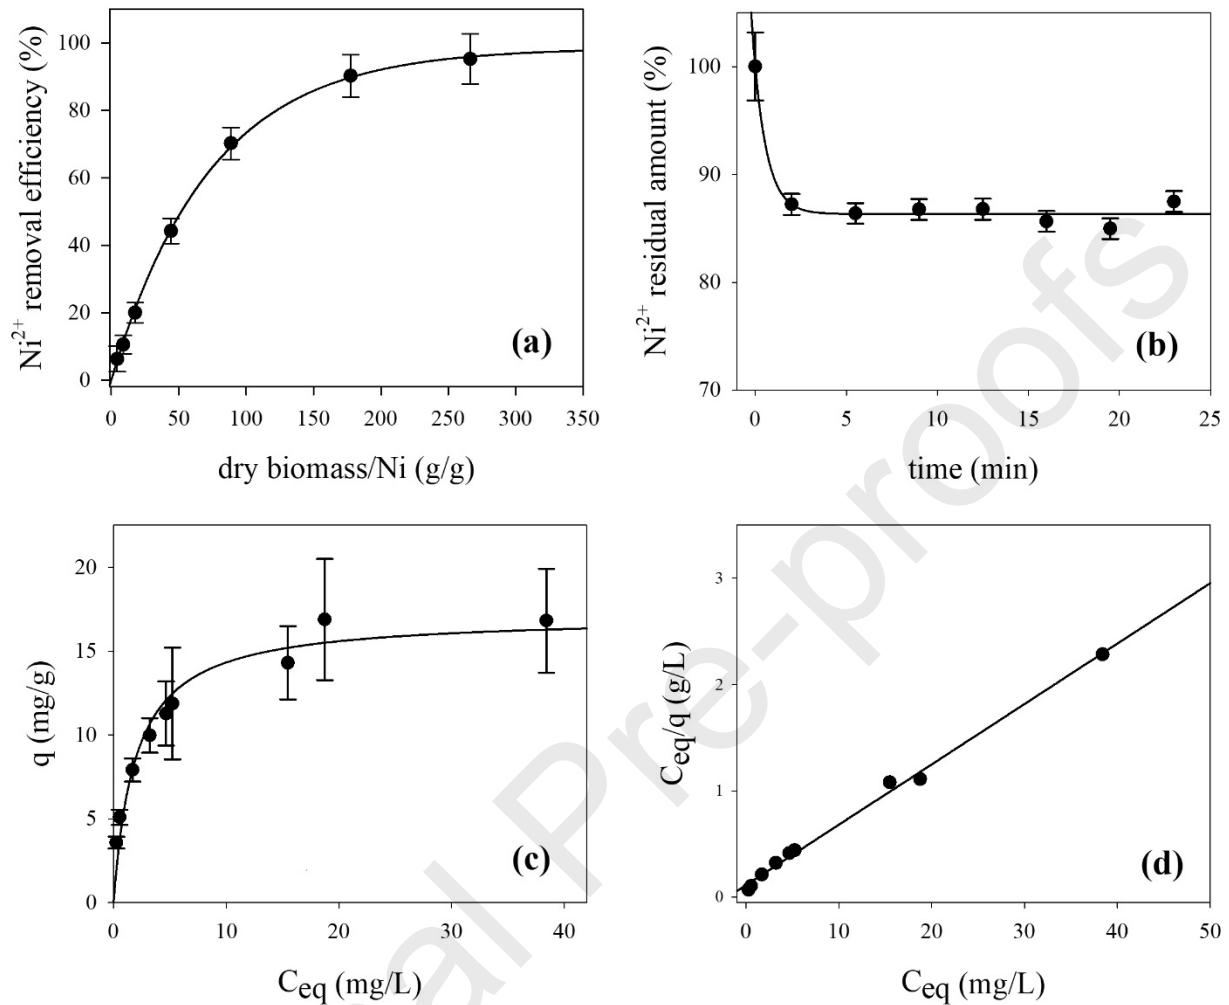 Ni2+ removal efficiency (%)
100
80
60
40
20
0
(a)
0 50 100 150 200 250 300 350
dry biomass/Ni (g/g)
Ni2+ residual amount (%)
100
90
80
70
(b)
0 5 10 15 20 25
time (min)
q (mg/g)
20
15
10
5
0
(c)
0 10 20 30 40
Ceq (mg/L)
Ceq/q (g/L)
3
2
1
0
(d)
0 10 20 30 40 50
Ceq (mg/L)
al Pre-proofs